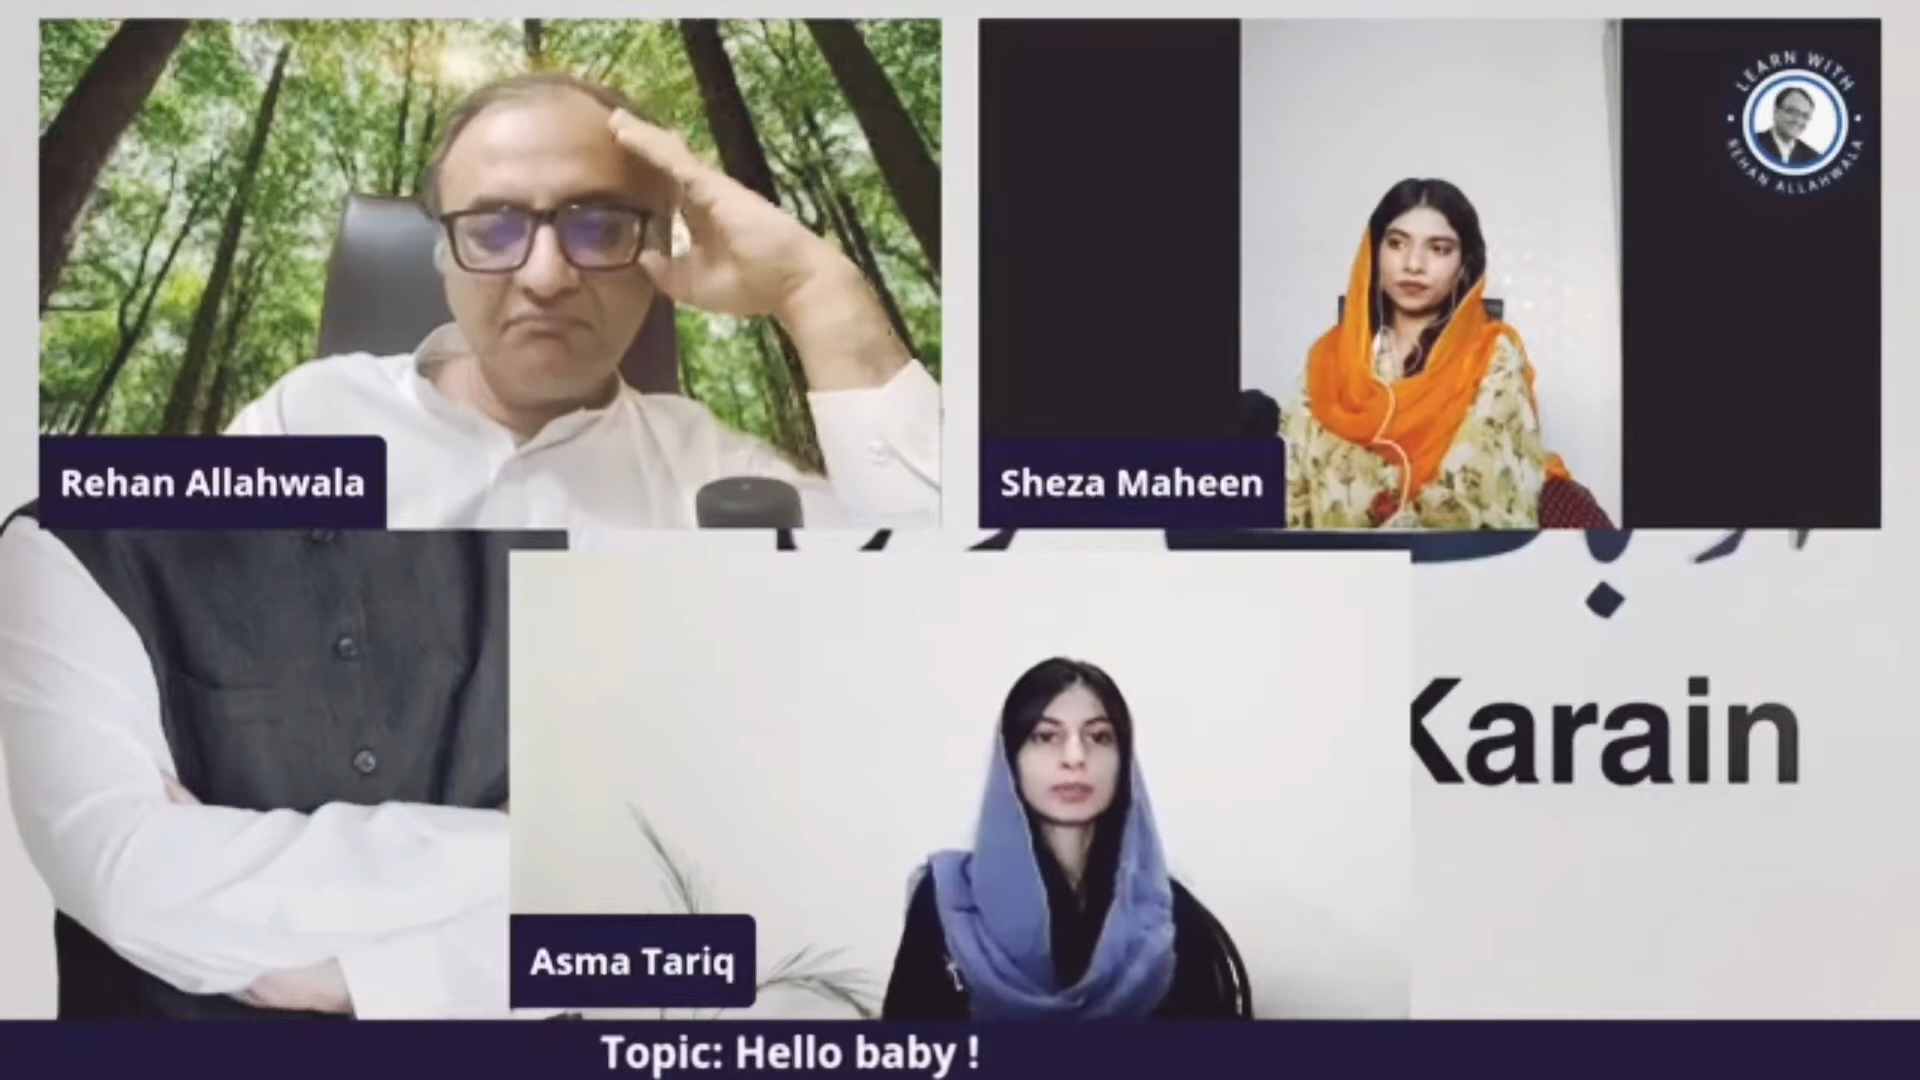 LEARN WITH
REHAN ALLAHWALA
Rehan Allahwala
Sheza Maheen
Karain
Asma Tariq
Topic: Hello baby !